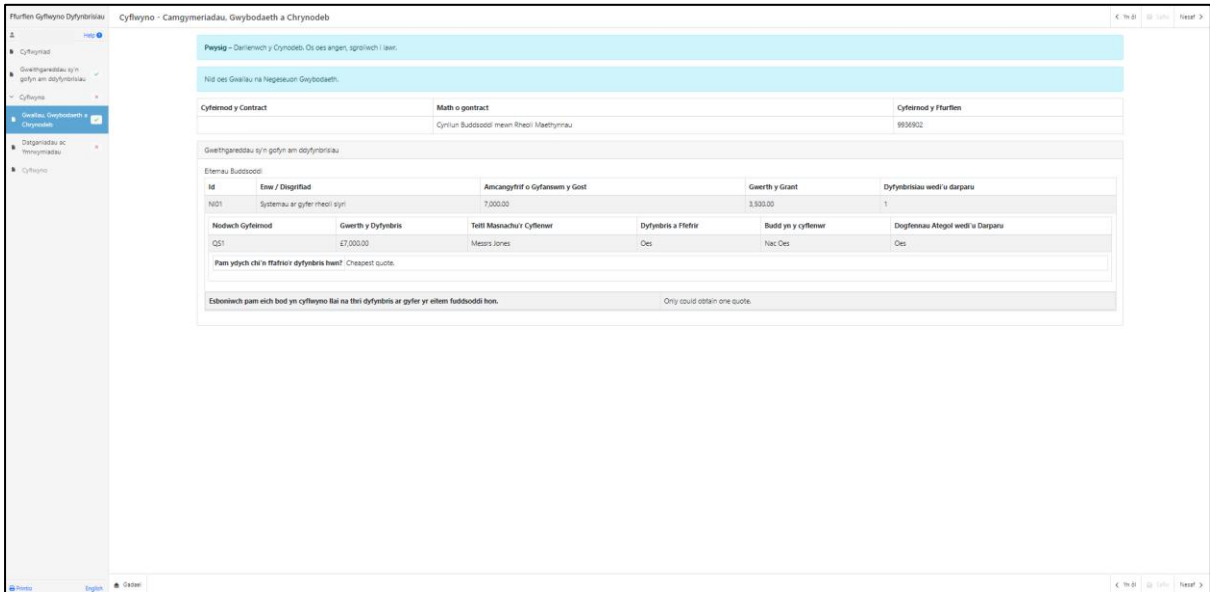 Ffurflen Gyflwyno Dyfynbrisiau
Cyflwyno - Camgymeriadau, Gwybodaeth a Chrynodeb
Yn ôl
Nesaf
Help
Cyflwyniad
Gweithgareddau sy'n
gofyn am ddyfynbrisiau
Cyflwyno
Gwallau, Gwybodaeth a
Chrynodeb
Datganiadau ac
Ymrwymiadau
Cyflwyno
Pwysig – Darllenwch y Crynodeb. Os oes angen, sgroliwch i lawr.
Nid oes Gwallau na Negeseuon Gwybodaeth.
Cyfeirnod y Contract Math o gontract Cyfeirnod y Ffurflen
Cynllun Buddsoddi mewn Rheoli Maethynnau 9936902
Gweithgareddau sy'n gofyn am ddyfynbrisiau
Eitemau Buddsoddi
Id Enw / Disgrifiad Amcangyfrif o Gyfanswm y Gost Gwerth y Grant Dyfynbrisiau wedi'u darparu
NI01 Systemau ar gyfer rheoli slyri 7,000.00 3,500.00 1
Nodwch Gyfeirnod Gwerth y Dyfynbris Teitl Masnachu'r Cyflenwr Dyfynbris a Ffefrir Budd yn y cyflenwr Dogfennau Ategol wedi'u Darparu
QS1 £7,000.00 Messrs Jones Oes Nac Oes Oes
Pam ydych chi'n ffafrio'r dyfynbris hwn? Cheapest quote.
Esboniwch pam eich bod yn cyflwyno llai na thri dyfynbris ar gyfer yr eitem fuddsoddi hon. Only could obtain one quote.
Printio
English
Gadael
Yn ôl
Nesaf